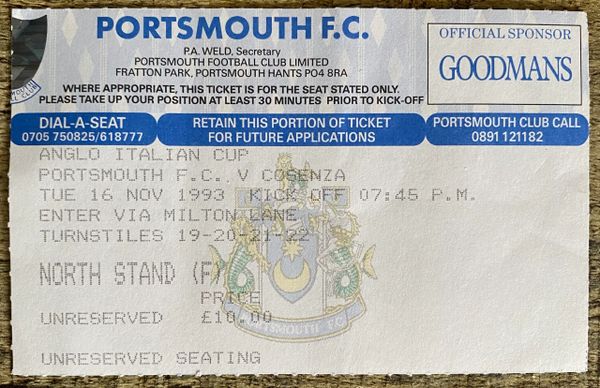 PORTSMOUTH F.C.
P.A. WELD, Secretary
PORTSMOUTH FOOTBALL CLUB LIMITED
FRATTON PARK, PORTSMOUTH HANTS PO4 8RA
WHERE APPROPRIATE, THIS TICKET IS FOR THE SEAT STATED ONLY.
PLEASE TAKE UP YOUR POSITION AT LEAST 30 MINUTES PRIOR TO KICK-OFF
OFFICIAL SPONSOR
GOODMANS
DIAL-A-SEAT
0705 750825/618777
RETAIN THIS PORTION OF TICKET
FOR FUTURE APPLICATIONS
PORTSMOUTH CLUB CALL
0891 121182
ANGLO ITALIAN CUP
PORTSMOUTH F.C. V COSENZA
TUE 16 NOV 1993 KICK OFF 07:45 P.M.
ENTER VIA MILTON LANE
TURNSTILES 19-20-21-22
NORTH STAND (F)
PRICE
UNRESERVED £10.00
PORTSMOUTH F.C.
UNRESERVED SEATING